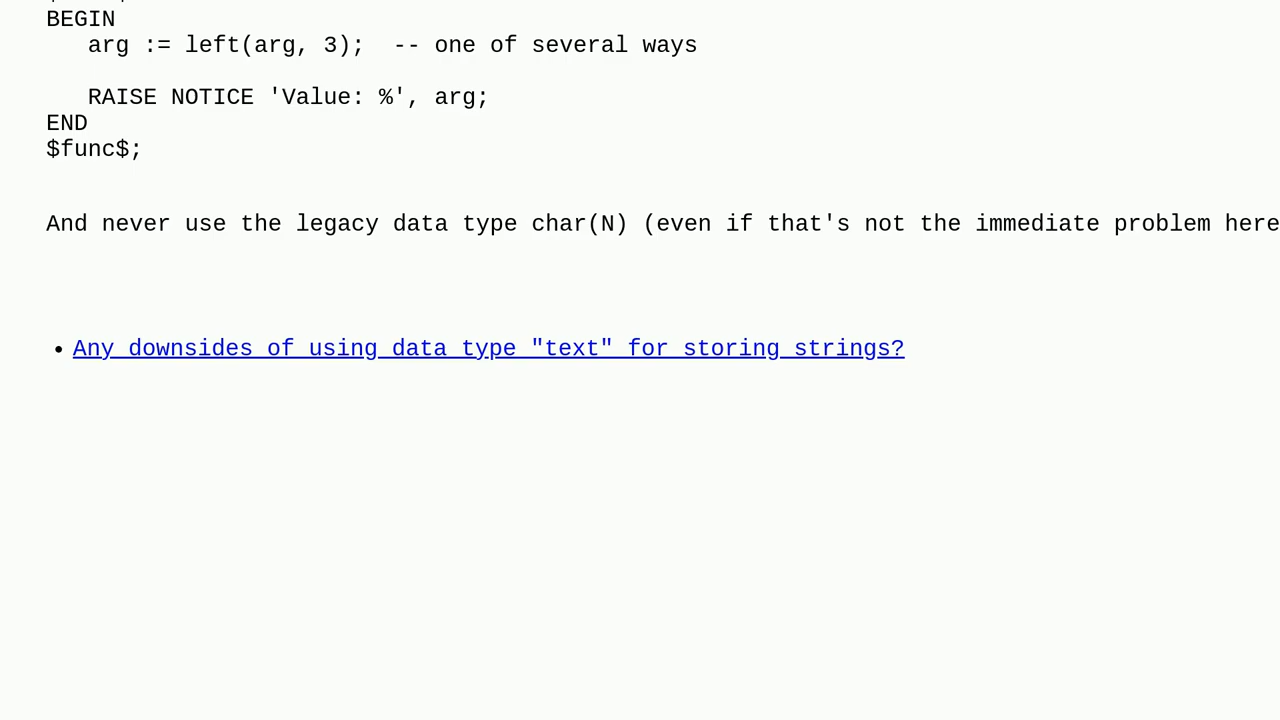 BEGIN
   arg := left(arg, 3);  -- one of several ways
   RAISE NOTICE 'Value: %', arg;
END
$func$;
And never use the legacy data type char(N) (even if that's not the immediate problem here
• Any downsides of using data type "text" for storing strings?